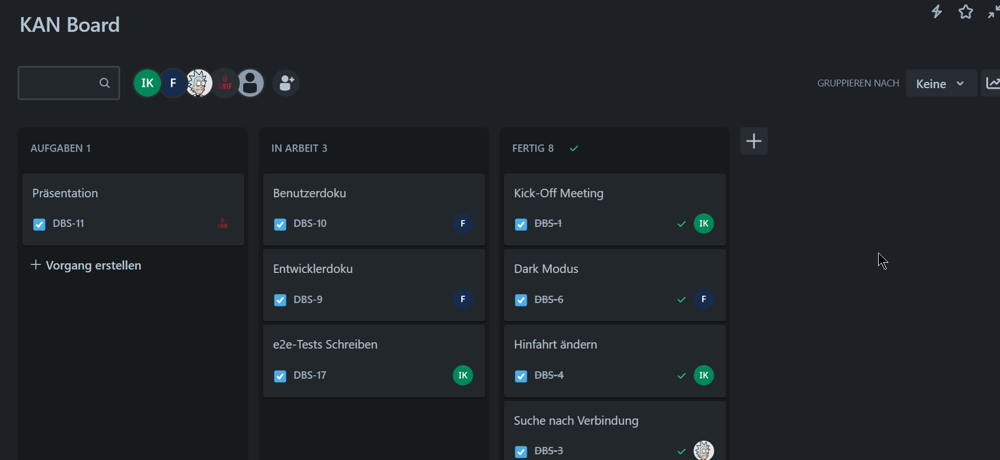 KAN Board
IK F SNIF
GRUPPIEREN NACH Keine
AUFGABEN 1
Präsentation
DBS-11 SNIF
Vorgang erstellen
IN ARBEIT 3
Benutzerdoku
DBS-10 F
Entwicklerdoku
DBS-9 F
e2e-Tests Schreiben
DBS-17 IK
FERTIG 8
Kick-Off Meeting
DBS-1 IK
Dark Modus
DBS-6 F
Hinfahrt ändern
DBS-4 IK
Suche nach Verbindung
DBS-3